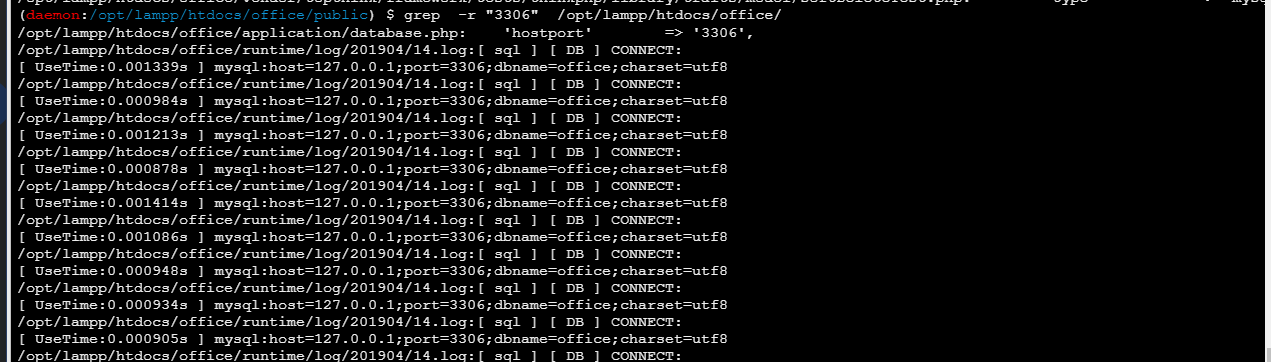 (daemon:/opt/lampp/htdocs/office/public) $ grep  -r "3306"  /opt/lampp/htdocs/office/
/opt/lampp/htdocs/office/application/database.php:    'hostport'        => '3306',
/opt/lampp/htdocs/office/runtime/log/201904/14.log:[ sql ] [ DB ] CONNECT:
[ UseTime:0.001339s ] mysql:host=127.0.0.1;port=3306;dbname=office;charset=utf8
/opt/lampp/htdocs/office/runtime/log/201904/14.log:[ sql ] [ DB ] CONNECT:
[ UseTime:0.000984s ] mysql:host=127.0.0.1;port=3306;dbname=office;charset=utf8
/opt/lampp/htdocs/office/runtime/log/201904/14.log:[ sql ] [ DB ] CONNECT:
[ UseTime:0.001213s ] mysql:host=127.0.0.1;port=3306;dbname=office;charset=utf8
/opt/lampp/htdocs/office/runtime/log/201904/14.log:[ sql ] [ DB ] CONNECT:
[ UseTime:0.000878s ] mysql:host=127.0.0.1;port=3306;dbname=office;charset=utf8
/opt/lampp/htdocs/office/runtime/log/201904/14.log:[ sql ] [ DB ] CONNECT:
[ UseTime:0.001414s ] mysql:host=127.0.0.1;port=3306;dbname=office;charset=utf8
/opt/lampp/htdocs/office/runtime/log/201904/14.log:[ sql ] [ DB ] CONNECT:
[ UseTime:0.001086s ] mysql:host=127.0.0.1;port=3306;dbname=office;charset=utf8
/opt/lampp/htdocs/office/runtime/log/201904/14.log:[ sql ] [ DB ] CONNECT:
[ UseTime:0.000948s ] mysql:host=127.0.0.1;port=3306;dbname=office;charset=utf8
/opt/lampp/htdocs/office/runtime/log/201904/14.log:[ sql ] [ DB ] CONNECT:
[ UseTime:0.000934s ] mysql:host=127.0.0.1;port=3306;dbname=office;charset=utf8
/opt/lampp/htdocs/office/runtime/log/201904/14.log:[ sql ] [ DB ] CONNECT:
[ UseTime:0.000905s ] mysql:host=127.0.0.1;port=3306;dbname=office;charset=utf8
/opt/lampp/htdocs/office/runtime/log/201904/14.log:[ sql ] [ DB ] CONNECT: